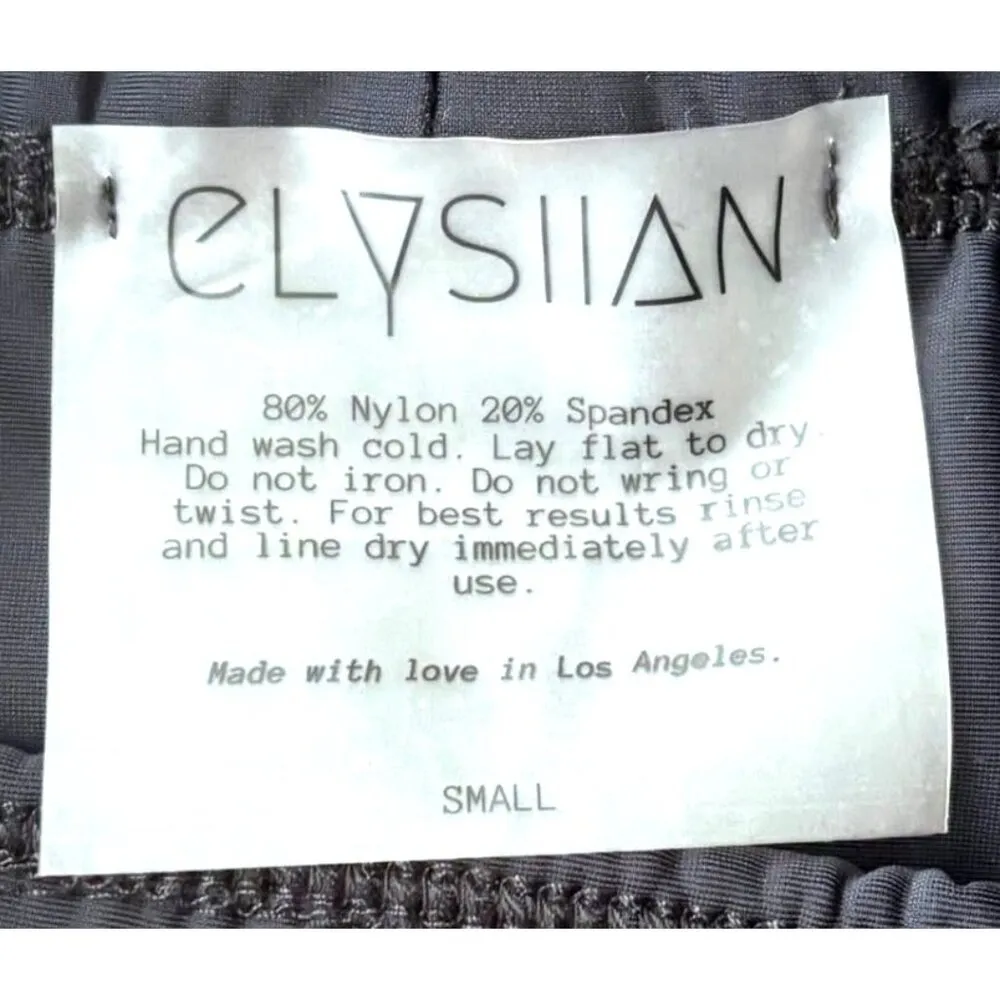 ELYSIIAN
80% Nylon 20% Spandex
Hand wash cold. Lay flat to dry.
Do not iron. Do not wring or
twist. For best results rinse
and line dry immediately after
use.
Made with love in Los Angeles.
SMALL